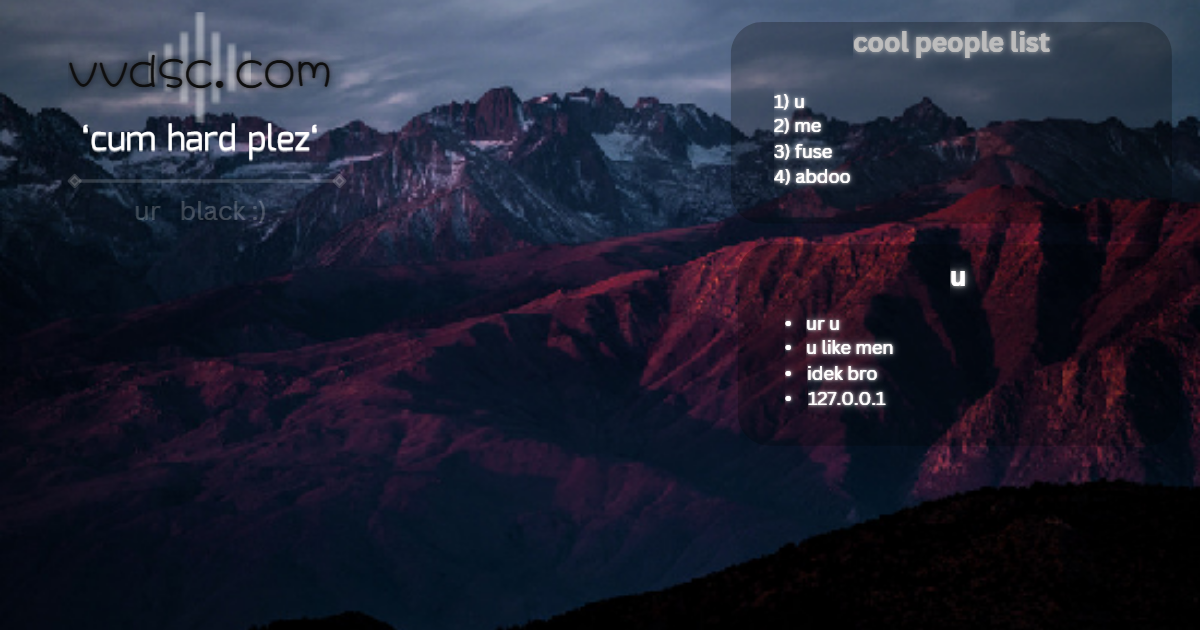 vvdsc.com
‘cum hard plez‘
ur black :)
cool people list
1) u
2) me
3) fuse
4) abdoo
u
• ur u
• u like men
• idek bro
• 127.0.0.1